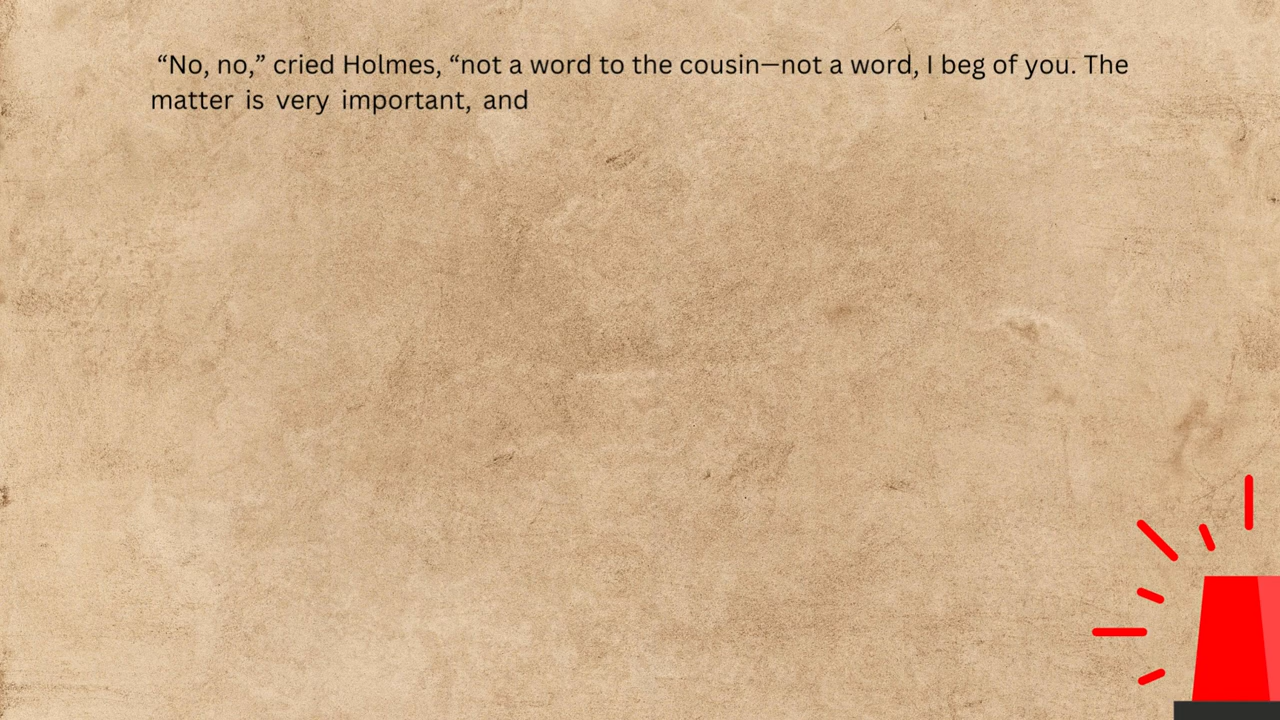 “No, no,” cried Holmes, “not a word to the cousin—not a word, I beg of you. The
matter is very important, and